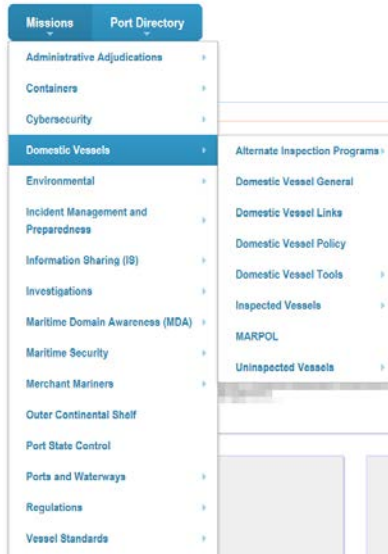 Missions
Port Directory
Administrative Adjudications
Containers
Cybersecurity
Domestic Vessels
Environmental
Incident Management and
Preparedness
Information Sharing (IS)
Investigations
Maritime Domain Awareness (MDA)
Maritime Security
Merchant Mariners
Outer Continental Shelf
Port State Control
Ports and Waterways
Regulations
Vessel Standards
Alternate Inspection Programs
Domestic Vessel General
Domestic Vessel Links
Domestic Vessel Policy
Domestic Vessel Tools
Inspected Vessels
MARPOL
Uninspected Vessels